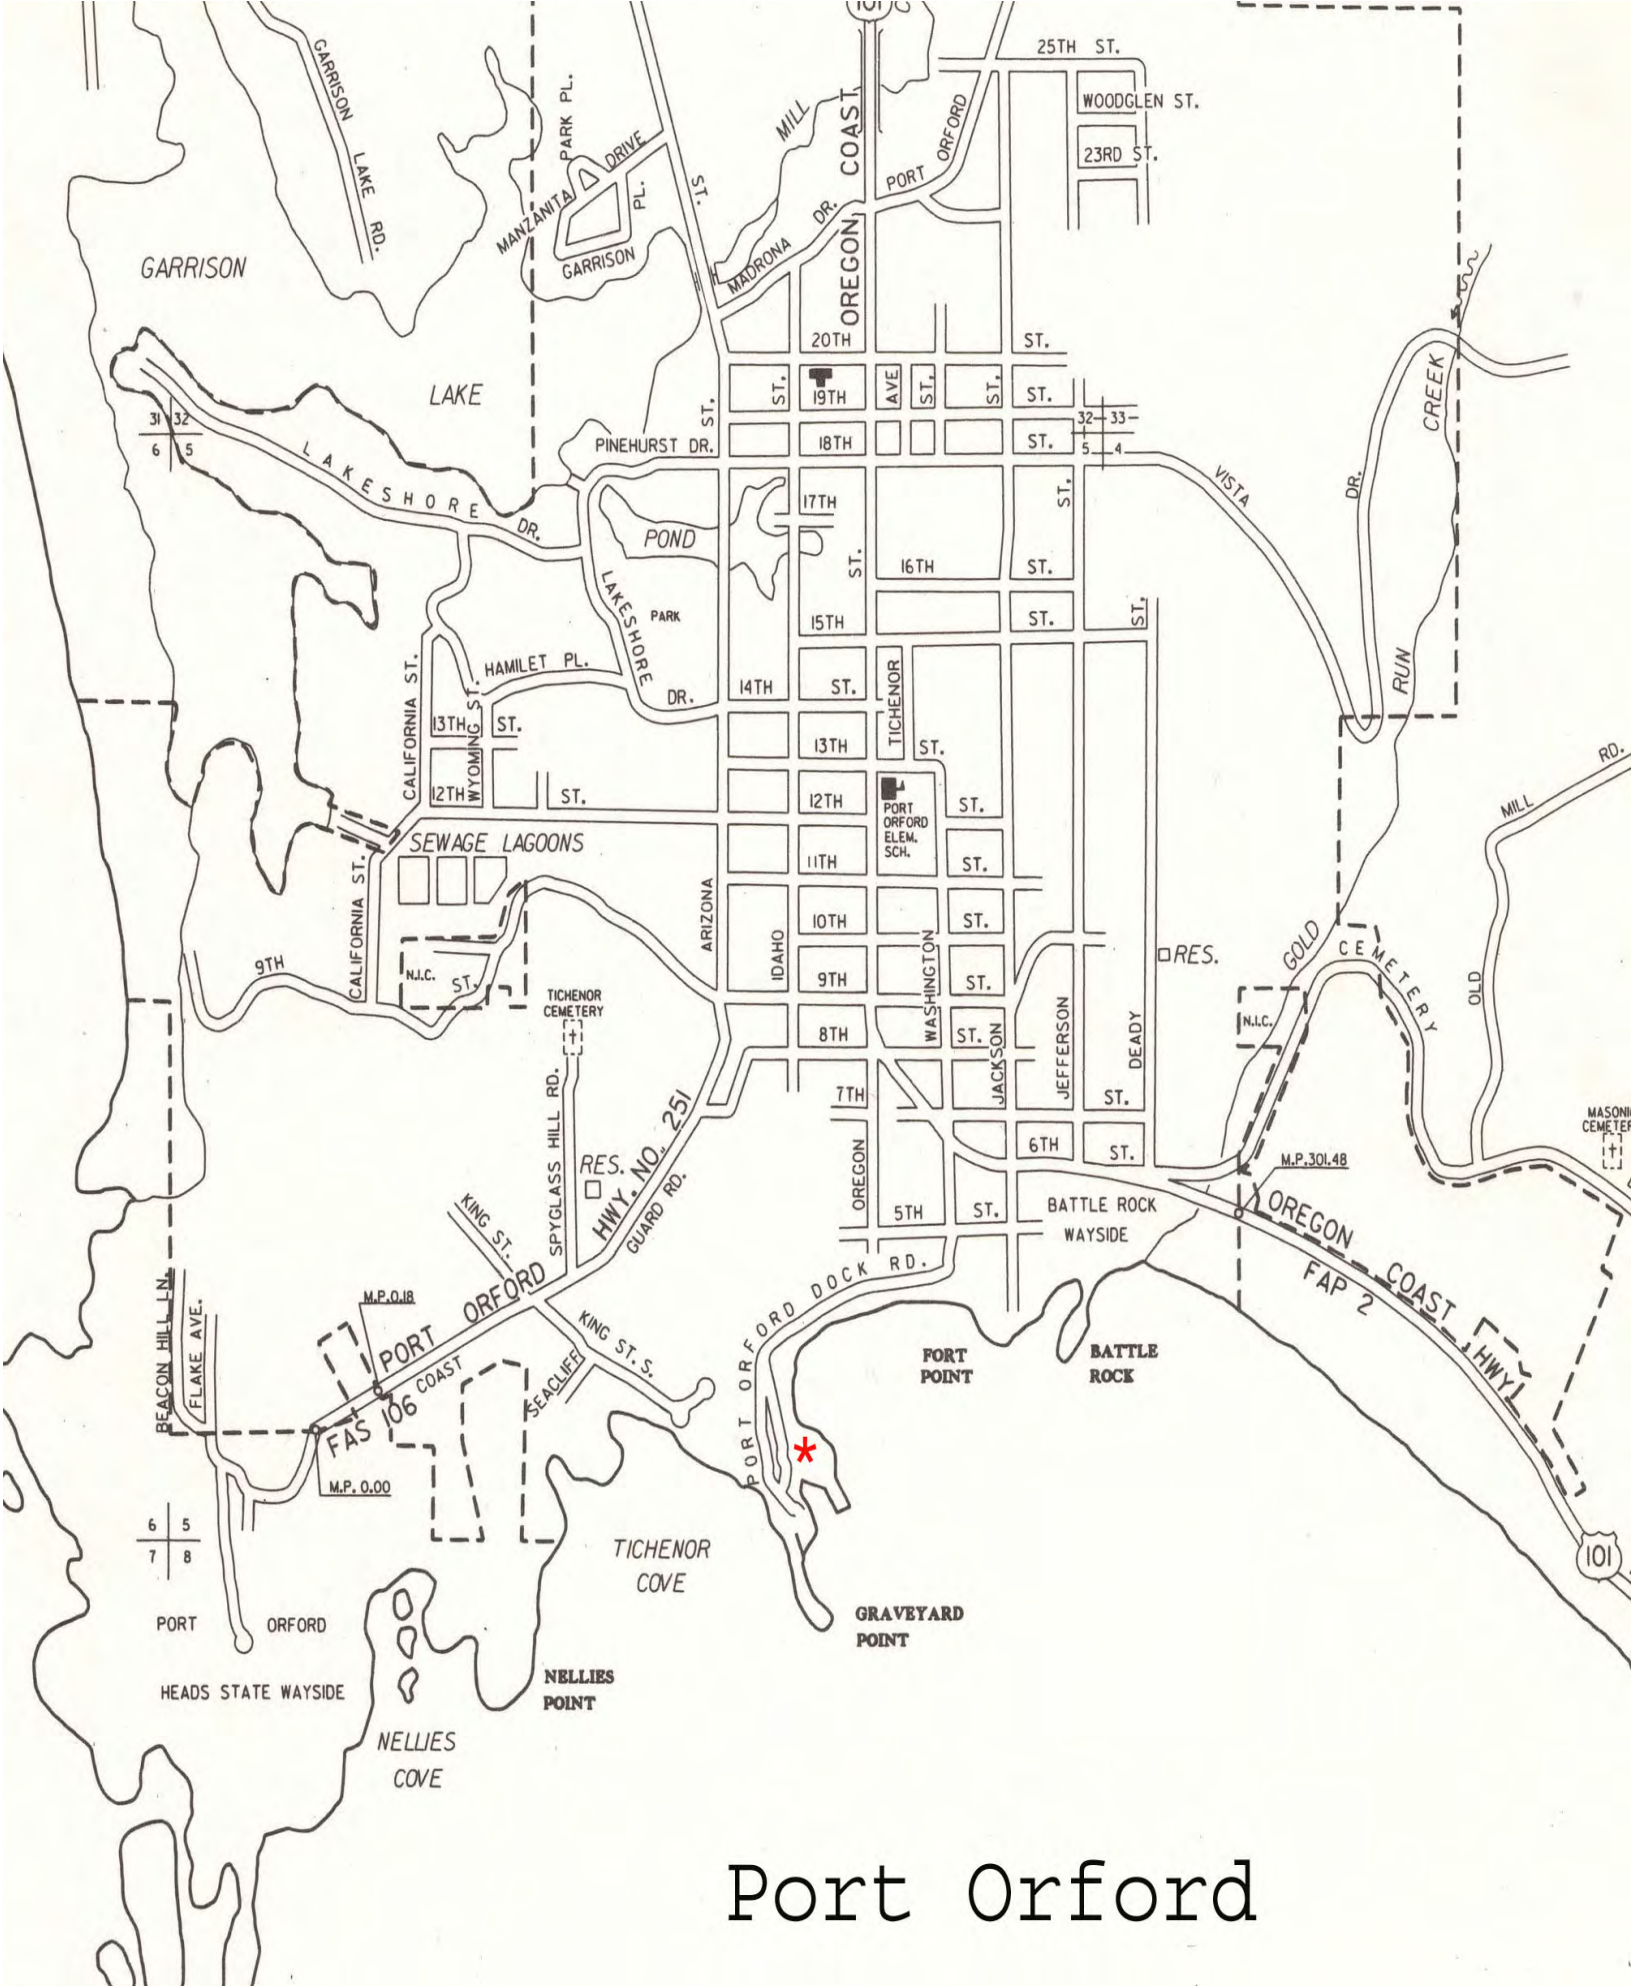 101
C
25TH ST.
GARRISON LAKE RD.
PARK PL.
WOODGLEN ST.
MILL
OREGON COAST
ORFORD
PORT
DRIVE
23RD ST.
MANZANITA
PL.
ST.
DR.
MADRONA
GARRISON
GARRISON
20TH ST.
LAKE
ST.
ST.
19TH
AVE
ST.
ST.
ST.
CREEK
31 32
6 5
32 33
5 4
PINEHURST DR.
18TH ST.
LAKESHORE DR.
VISTA
DR.
17TH
ST.
POND
ST.
16TH ST.
LAKESHORE DR.
PARK
15TH ST.
ST.
HAMILET PL.
RUN
CALIFORNIA ST.
14TH ST.
TICHENOR
13TH ST.
WYOMING ST.
13TH ST.
RD.
12TH ST.
12TH ST.
PORT
ORFORD
ELEM.
SCH.
MILL
SEWAGE LAGOONS
11TH ST.
CALIFORNIA ST.
ARIZONA
10TH ST.
IDAHO
WASHINGTON
RES.
GOLD
CEMETERY
9TH
N.I.C.
ST.
9TH ST.
OLD
TICHENOR
CEMETERY
8TH ST.
JACKSON
JEFFERSON
DEADY
N.I.C.
SPYGLASS HILL RD.
HWY. NO. 251
7TH ST.
MASONI
CEMETER
6TH ST.
RES.
GUARD RD.
OREGON
M.P.301.48
KING ST.
5TH ST.
BATTLE ROCK
WAYSIDE
OREGON COAST HWY.
FAP 2
BEACON HILL LN.
FLAKE AVE.
M.P.0.18
PORT ORFORD
COAST
PORT ORFORD DOCK RD.
KING ST. S.
FORT
POINT
BATTLE
ROCK
SEACLIFF
FAS 106
*
M.P. 0.00
6 5
7 8
101
TICHENOR
COVE
PORT ORFORD
GRAVEYARD
POINT
HEADS STATE WAYSIDE
NELLIES
POINT
NELLIES
COVE
Port Orford